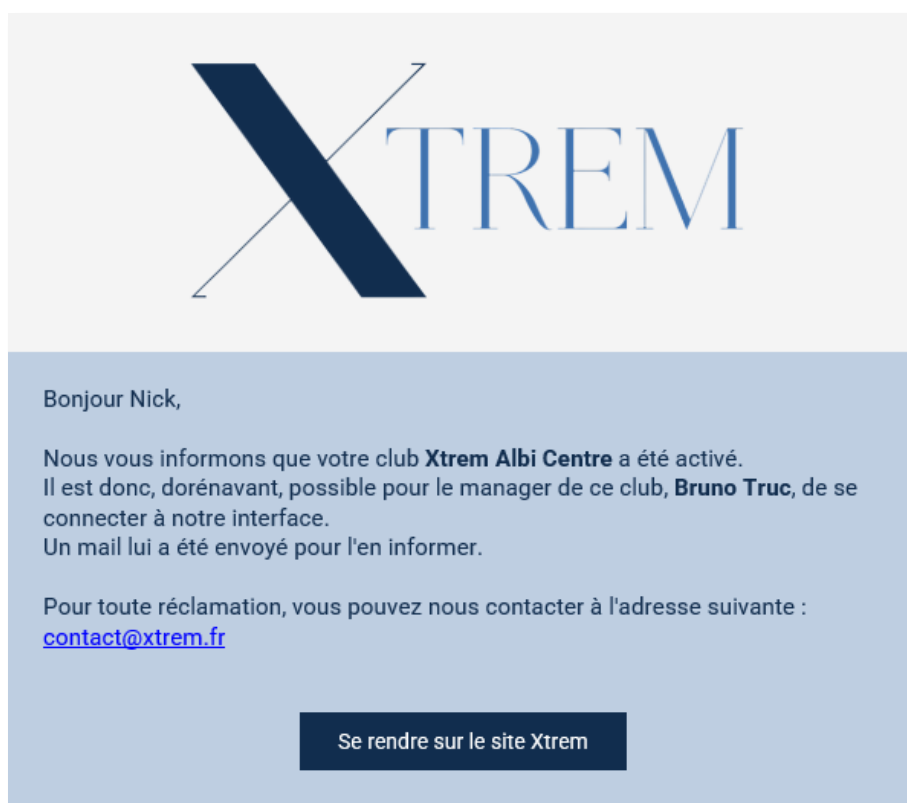 XTREM
Bonjour Nick,
Nous vous informons que votre club Xtrem Albi Centre a été activé.
Il est donc, dorénavant, possible pour le manager de ce club, Bruno Truc, de se
connecter à notre interface.
Un mail lui a été envoyé pour l'en informer.
Pour toute réclamation, vous pouvez nous contacter à l'adresse suivante :
contact@xtrem.fr
Se rendre sur le site Xtrem